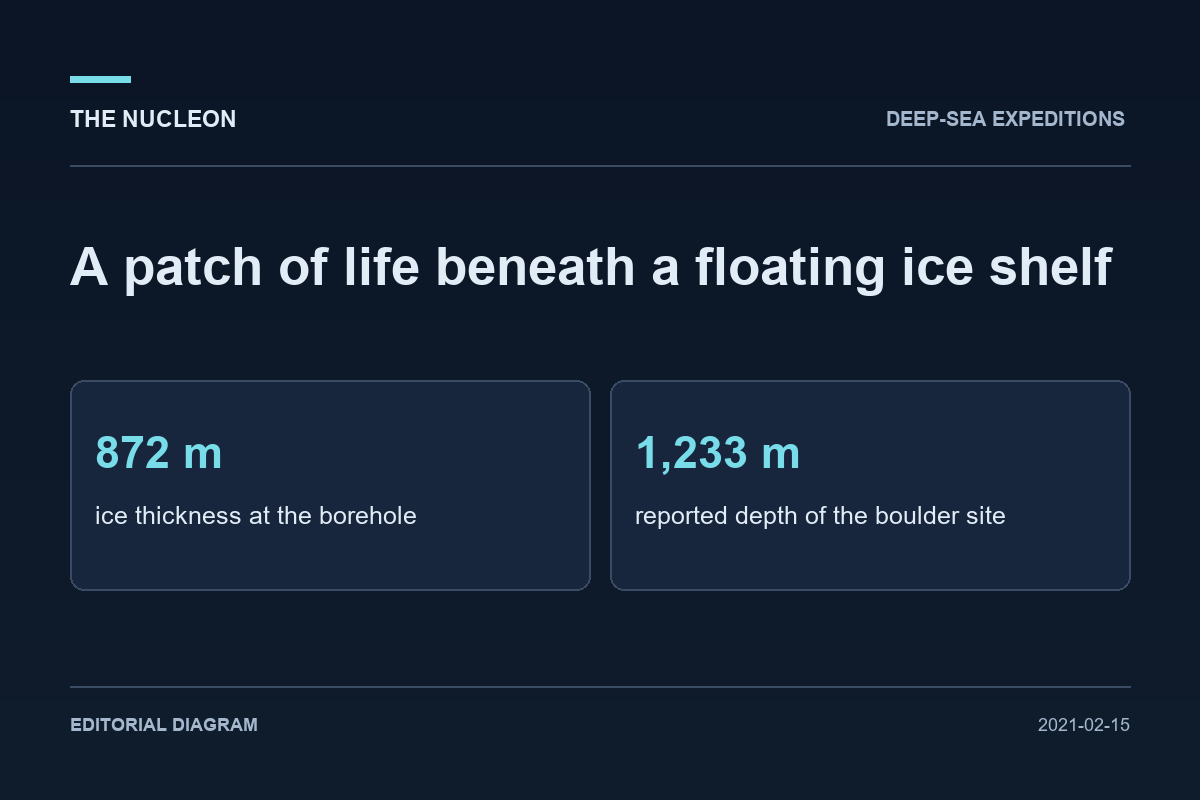 THE NUCLEON
DEEP-SEA EXPEDITIONS
A patch of life beneath a floating ice shelf
872 m
ice thickness at the borehole
1,233 m
reported depth of the boulder site
EDITORIAL DIAGRAM
2021-02-15